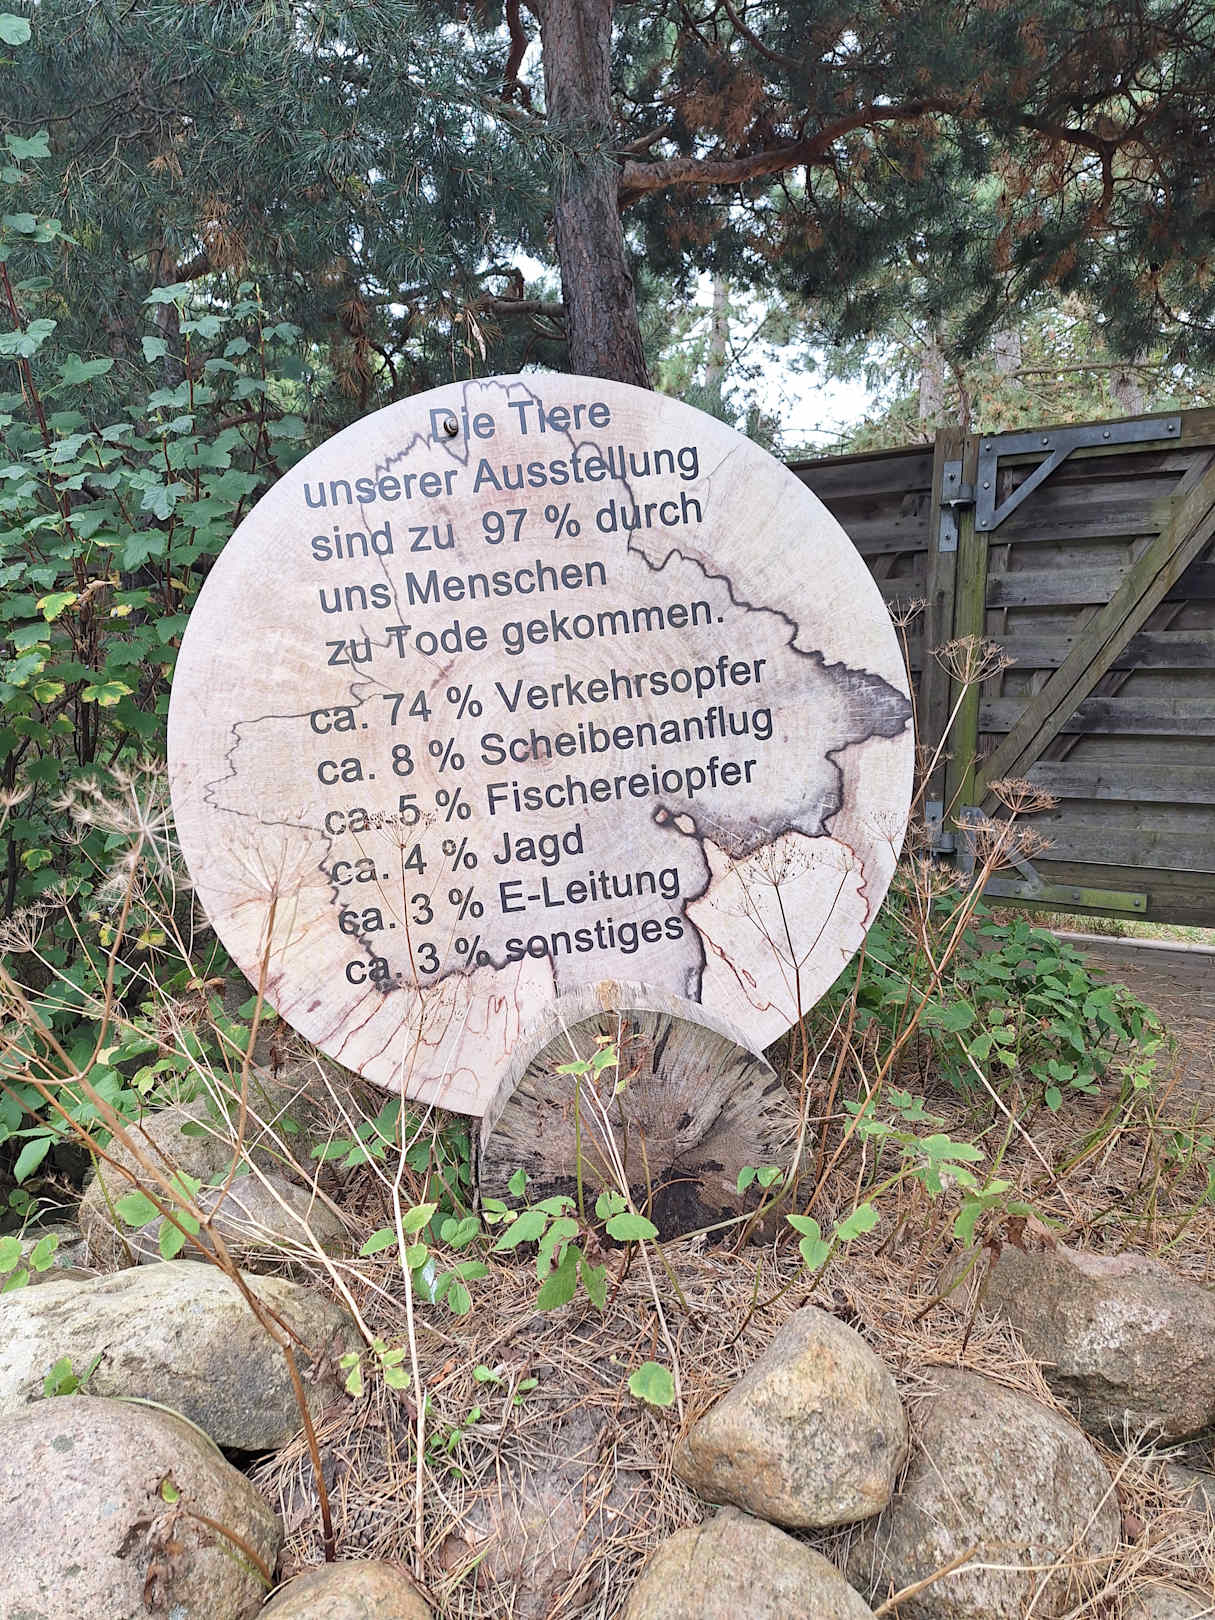 Die Tiere
unserer Ausstellung
sind zu 97 % durch
uns Menschen
zu Tode gekommen.
ca. 74 % Verkehrsopfer
ca. 8 % Scheibenanflug
ca. 5 % Fischereiopfer
ca. 4 % Jagd
ca. 3 % E-Leitung
ca. 3 % sonstiges